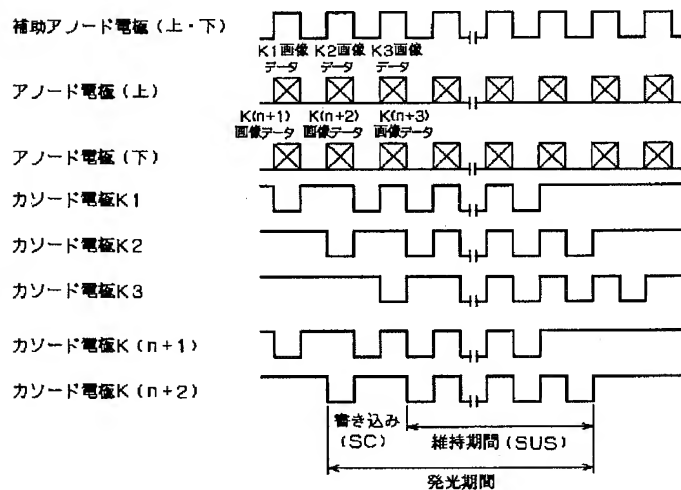 補助アノード電極(上・下)
K1画像 K2画像 K3画像
データ データ データ
アノード電極(上)
K(n+1) K(n+2) K(n+3)
画像データ 画像データ 画像データ
アノード電極(下)
カソード電極K1
カソード電極K2
カソード電極K3
カソード電極K(n+1)
カソード電極K(n+2)
書き込み
(SC)
維持期間(SUS)
発光期間